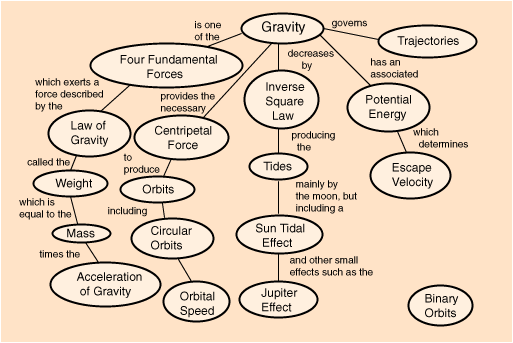 Gravity
is one
of the
governs
Trajectories
Four Fundamental
Forces
decreases
by
has an
associated
which exerts a
force described
by the
provides the
necessary
Inverse
Square
Law
Potential
Energy
Law of
Gravity
Centripetal
Force
producing
the
which
determines
called the
to
produce
Tides
Escape
Velocity
Weight
Orbits
mainly by
the moon, but
including a
which is
equal to the
including
Mass
Circular
Orbits
Sun Tidal
Effect
times the
and other small
effects such as the
Acceleration
of Gravity
Orbital
Speed
Jupiter
Effect
Binary
Orbits